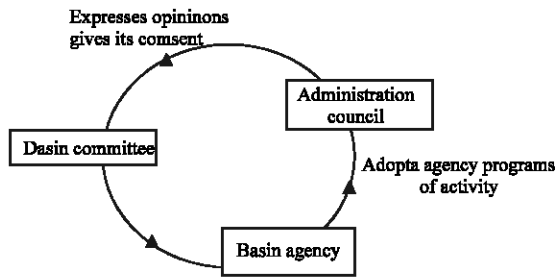 Expresses opininons
gives its comsent
Administration
council
Dasin committee
Adopta agency programs
of activity
Basin agency